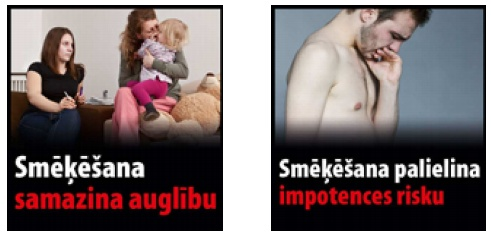 Smēķēšana
samazina auglību
Smēķēšana palielina
impotences risku